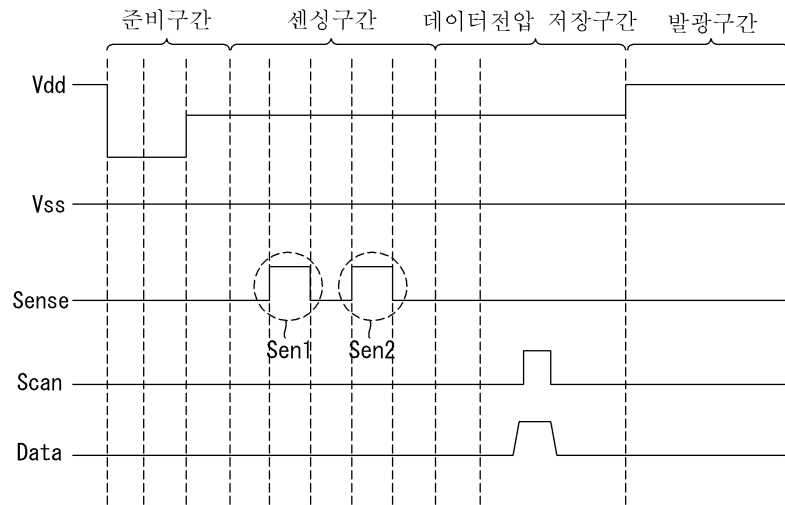 준비구간 센싱구간 데이터전압 저장구간 발광구간
Vdd
Vss
Sense
Sen1 Sen2
Scan
Data